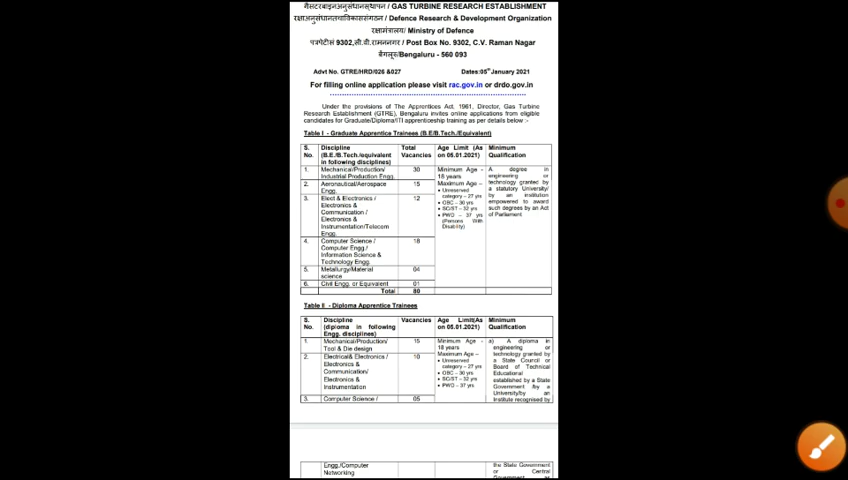 गैसटरबाइनअनुसंधानस्थापन / GAS TURBINE RESEARCH ESTABLISHMENT
रक्षाअनुसंधानतथाविकाससंगठन / Defence Research & Development Organization
रक्षामंत्रालय/ Ministry of Defence
पत्रपेटीसं 9302,सी.वी.रामननगर / Post Box No. 9302, C.V. Raman Nagar
बेंगलूरु/Bengaluru - 560 093
Advt No. GTRE/HRD/026 &027 Dates:05th January 2021
For filling online application please visit rac.gov.in or drdo.gov.in
Under the provisions of The Apprentices Act, 1961, Director, Gas Turbine
Research Establishment (GTRE), Bengaluru invites online applications from eligible
candidates for Graduate/Diploma/ITI apprenticeship training as per details below :-
Table I - Graduate Apprentice Trainees (B.E/B.Tech./Equivalent)
S. No. Discipline (B.E./B.Tech./equivalent in following disciplines) Total Vacancies Age Limit (As on 05.01.2021) Minimum Qualification
1. Mechanical/Production/ Industrial Production Engg. 30
2. Aeronautical/Aerospace Engg. 15
3. Elect & Electronics / Electronics & Communication / Electronics & Instrumentation/Telecom Engg. 12
4. Computer Science / Computer Engg./ Information Science & Technology Engg. 18
5. Metallurgy/Material science 04
6. Civil Engg. or Equivalent 01
Total 80
Minimum Age - 18 years
Maximum Age –
• Unreserved category – 27 yrs
• OBC – 30 yrs
• SC/ST – 32 yrs
• PWD – 37 yrs (Persons With Disability)
A degree in engineering or technology granted by a statutory University/ by an institution empowered to award such degrees by an Act of Parliament
Table II - Diploma Apprentice Trainees
S. No. Discipline (diploma in following Engg. disciplines) Vacancies Age Limit(As on 05.01.2021) Minimum Qualification
1. Mechanical/Production/ Tool & Die design 15
2. Electrical& Electronics / Electronics & Communication/ Electronics & Instrumentation 10
3. Computer Science / 05
Minimum Age - 18 years
Maximum Age –
• Unreserved category – 27 yrs
• OBC – 30 yrs
• SC/ST – 32 yrs
• PWD – 37 yrs
a) A diploma in engineering or technology granted by a State Council or Board of Technical Educational established by a State Government /by a University/by an Institute recognised by
Engg./Computer Networking
the State Government or Central